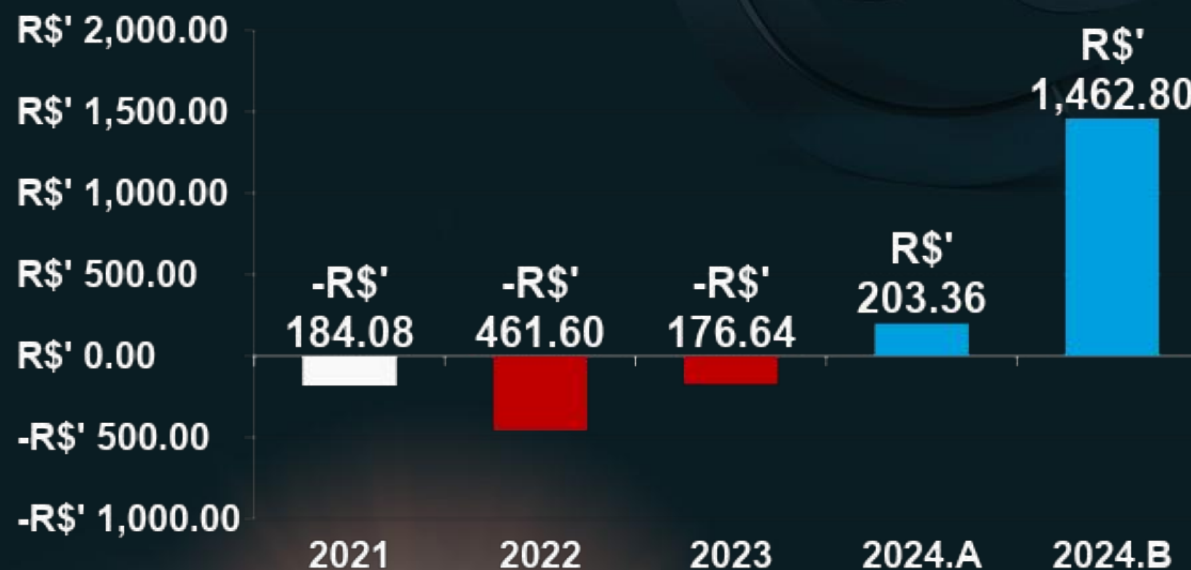 R$' 2,000.00
R$' 1,500.00
R$' 1,000.00
R$' 500.00
R$' 0.00
-R$' 500.00
-R$' 1,000.00
-R$'
184.08
-R$'
461.60
-R$'
176.64
R$'
203.36
R$'
1,462.80
2021
2022
2023
2024.A
2024.B